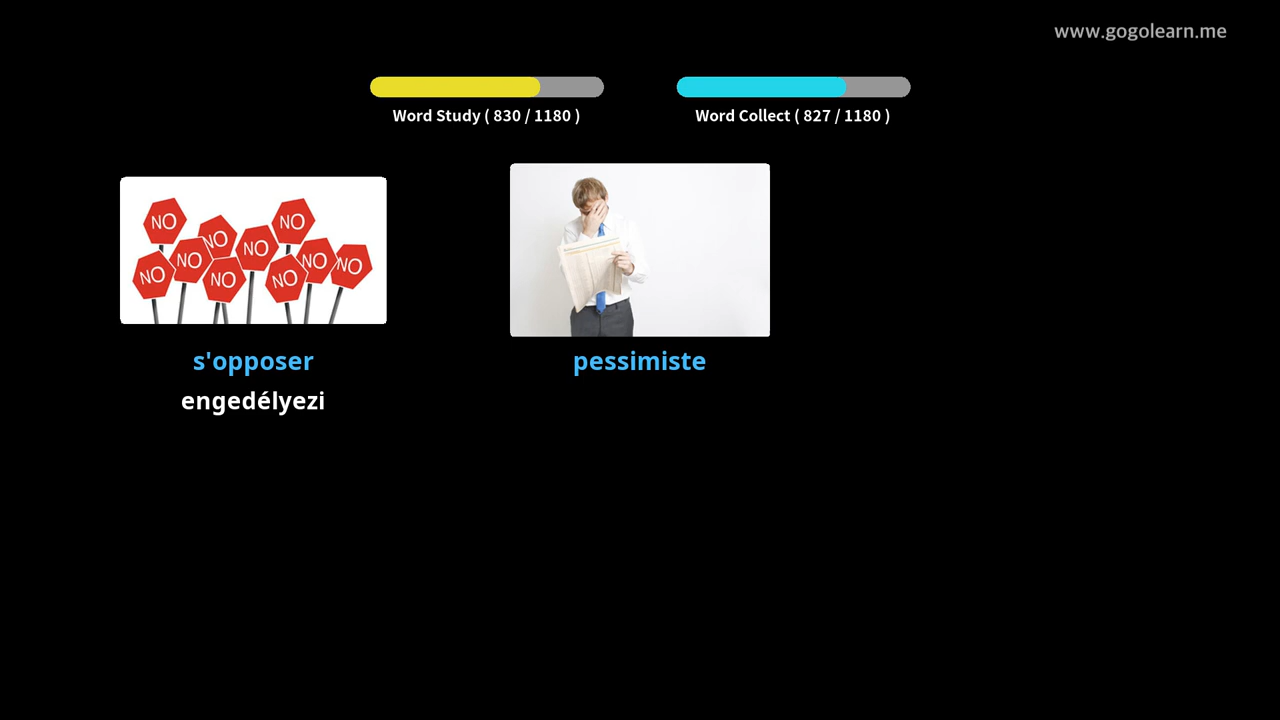 www.gogolearn.me
Word Study ( 830 / 1180 )
Word Collect ( 827 / 1180 )
NO
NO
NO
NO
NO
NO
NO
NO
NO
NO
s'opposer
pessimiste
engedélyezi